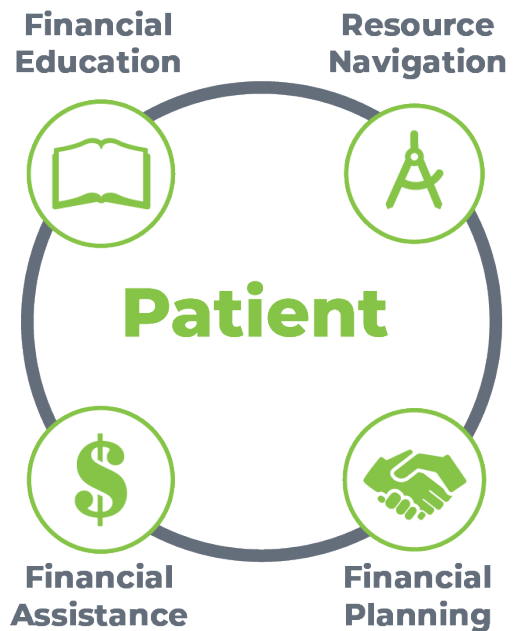 Financial
Education
Resource
Navigation
Patient
$
Financial
Assistance
Financial
Planning